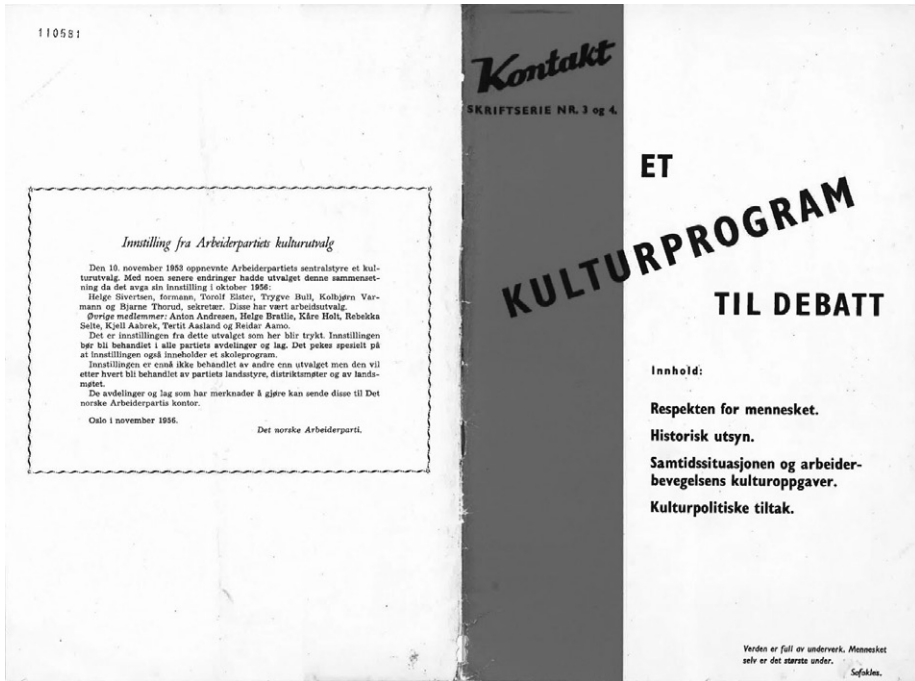 110581
Innstilling fra Arbeiderpartiets kulturutvalg
Den 10. november 1953 oppnevnte Arbeiderpartiets sentralstyre et kul-
turutvalg. Med noen senere endringer hadde utvalget denne sammenset-
ning da det avga sin innstilling i oktober 1956:
Helge Sivertsen, formann, Torolf Elster, Trygve Bull, Kolbjørn Var-
mann og Bjarne Thorud, sekretær. Disse har vært arbeidsutvalg.
Øvrige medlemmer: Anton Andresen, Helge Bratlie, Kåre Holt, Rebekka
Selte, Kjell Aabrek, Tertit Aasland og Reidar Aamo.
Det er innstillingen fra dette utvalget som her blir trykt. Innstillingen
bør bli behandlet i alle partiets avdelinger og lag. Det pekes spesielt på
at innstillingen også inneholder et skoleprogram.
Innstillingen er ennå ikke behandlet av andre enn utvalget men den vil
etter hvert bli behandlet av partiets landsstyre, distriktsmøter og av lands-
møtet.
De avdelinger og lag som har merknader å gjøre kan sende disse til Det
norske Arbeiderpartis kontor.
Oslo i november 1956.
Det norske Arbeiderparti.
Kontakt
SKRIFTSERIE NR. 3 og 4.
ET
KULTURPROGRAM
TIL DEBATT
Innhold:
Respekten for mennesket.
Historisk utsyn.
Samtidssituasjonen og arbeider-
bevegelsens kulturoppgaver.
Kulturpolitiske tiltak.
Verden er full av underverk. Mennesket
selv er det største under.
Sofokles.